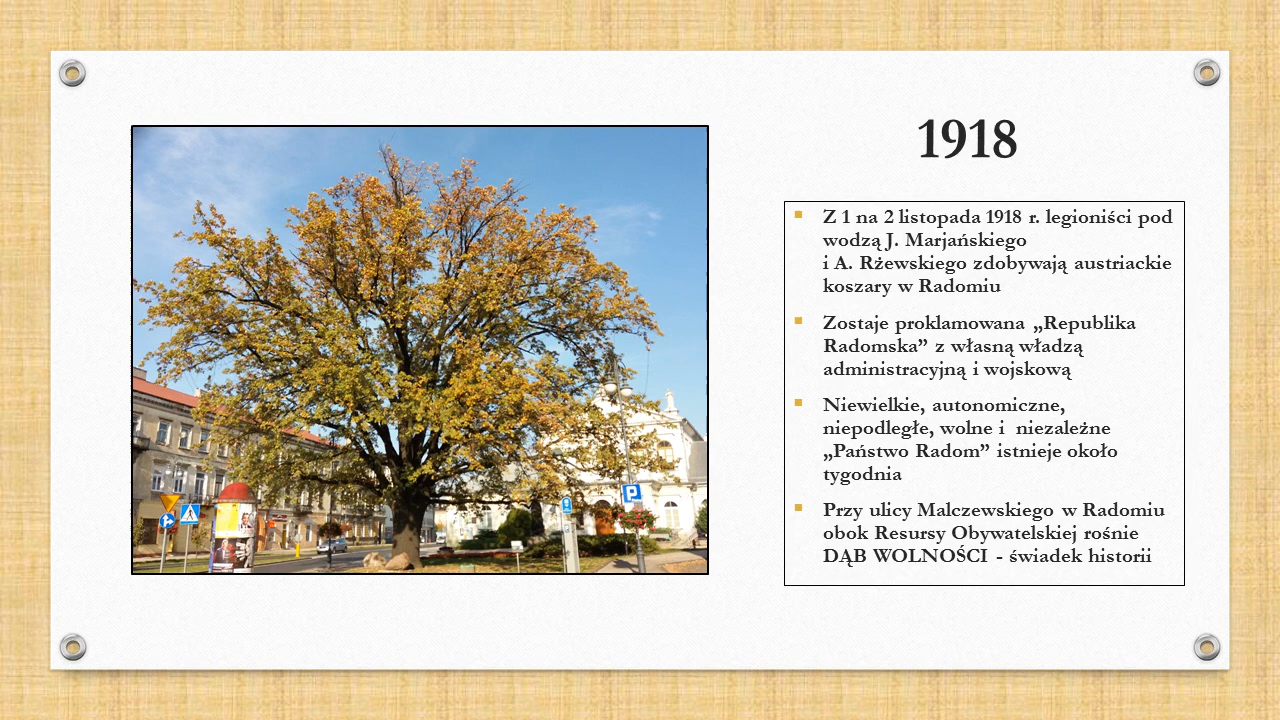 1918
▪ Z 1 na 2 listopada 1918 r. legioniści pod
wodzą J. Marjańskiego
i A. Rżewskiego zdobywają austriackie
koszary w Radomiu
▪ Zostaje proklamowana „Republika
Radomska” z własną władzą
administracyjną i wojskową
▪ Niewielkie, autonomiczne,
niepodległe, wolne i niezależne
„Państwo Radom” istnieje około
tygodnia
▪ Przy ulicy Malczewskiego w Radomiu
obok Resursy Obywatelskiej rośnie
DĄB WOLNOŚCI - świadek historii
P